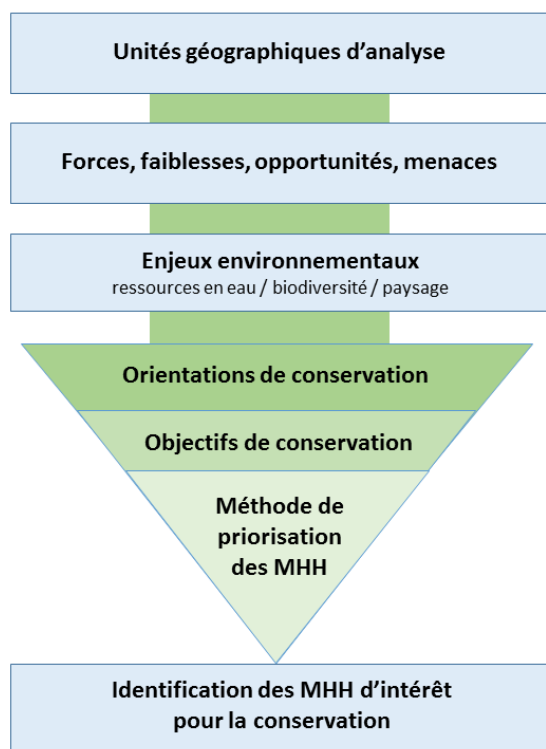 Unités géographiques d’analyse
Forces, faiblesses, opportunités, menaces
Enjeux environnementaux
ressources en eau / biodiversité / paysage
Orientations de conservation
Objectifs de conservation
Méthode de
priorisation
des MHH
Identification des MHH d’intérêt
pour la conservation